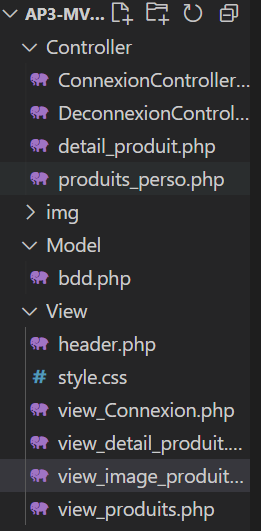 AP3-MV...
Controller
ConnexionController...
DeconnexionControl...
detail_produit.php
produits_perso.php
img
Model
bdd.php
View
header.php
# style.css
view_Connexion.php
view_detail_produit....
view_image_produit...
view_produits.php